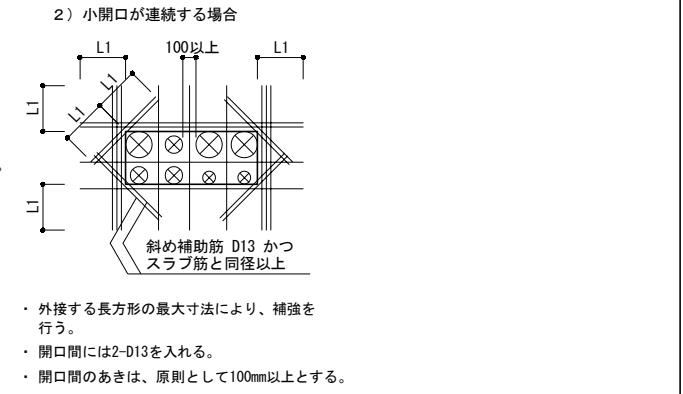 2）小開口が連続する場合
L1 100以上 L1
L1
L1
L1
L1
斜め補助筋 D13 かつ
スラブ筋と同径以上
・ 外接する長方形の最大寸法により、補強を
行う。
・ 開口間には2-D13を入れる。
・ 開口間のあきは、原則として100mm以上とする。